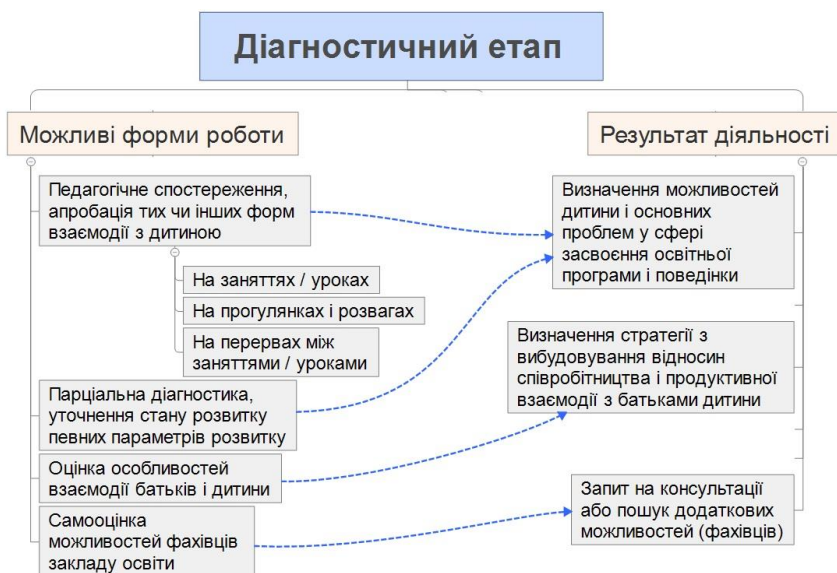 Діагностичний етап
Можливі форми роботи
Педагогічне спостереження,
апробація тих чи інших форм
взаємодії з дитиною
На заняттях / уроках
На прогулянках і розвагах
На перервах між
заняттями / уроками
Парціальна діагностика,
уточнення стану розвитку
певних параметрів розвитку
Оцінка особливостей
взаємодії батьків і дитини
Самооцінка
можливостей фахівців
закладу освіти
Результат діяльності
Визначення можливостей
дитини і основних
проблем у сфері
засвоєння освітньої
програми і поведінки
Визначення стратегії з
вибудовування відносин
співробітництва і продуктивної
взаємодії з батьками дитини
Запит на консультації
або пошук додаткових
можливостей (фахівців)